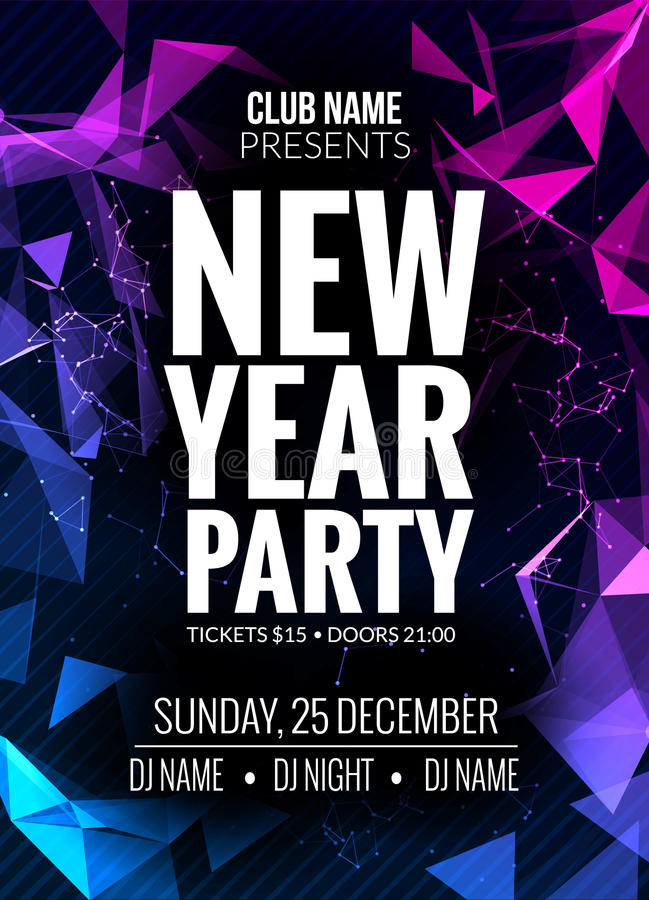 CLUB NAME
PRESENTS
NEW
YEAR
PARTY
TICKETS $15 • DOORS 21:00
SUNDAY, 25 DECEMBER
DJ NAME • DJ NIGHT • DJ NAME
dreamstime